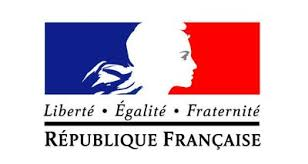 Liberté • Égalité • Fraternité
RÉPUBLIQUE FRANÇAISE